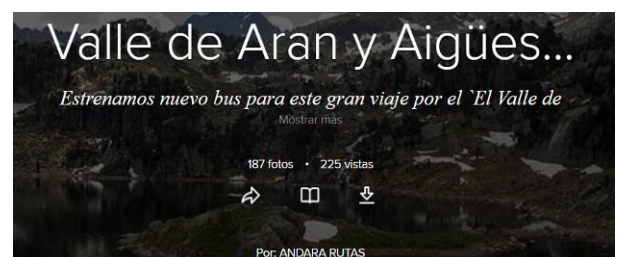 Valle de Aran y Aigües...
Estrenamos nuevo bus para este gran viaje por el `El Valle de
Mostrar más
187 fotos • 225 vistas
Por: ANDARA RUTAS